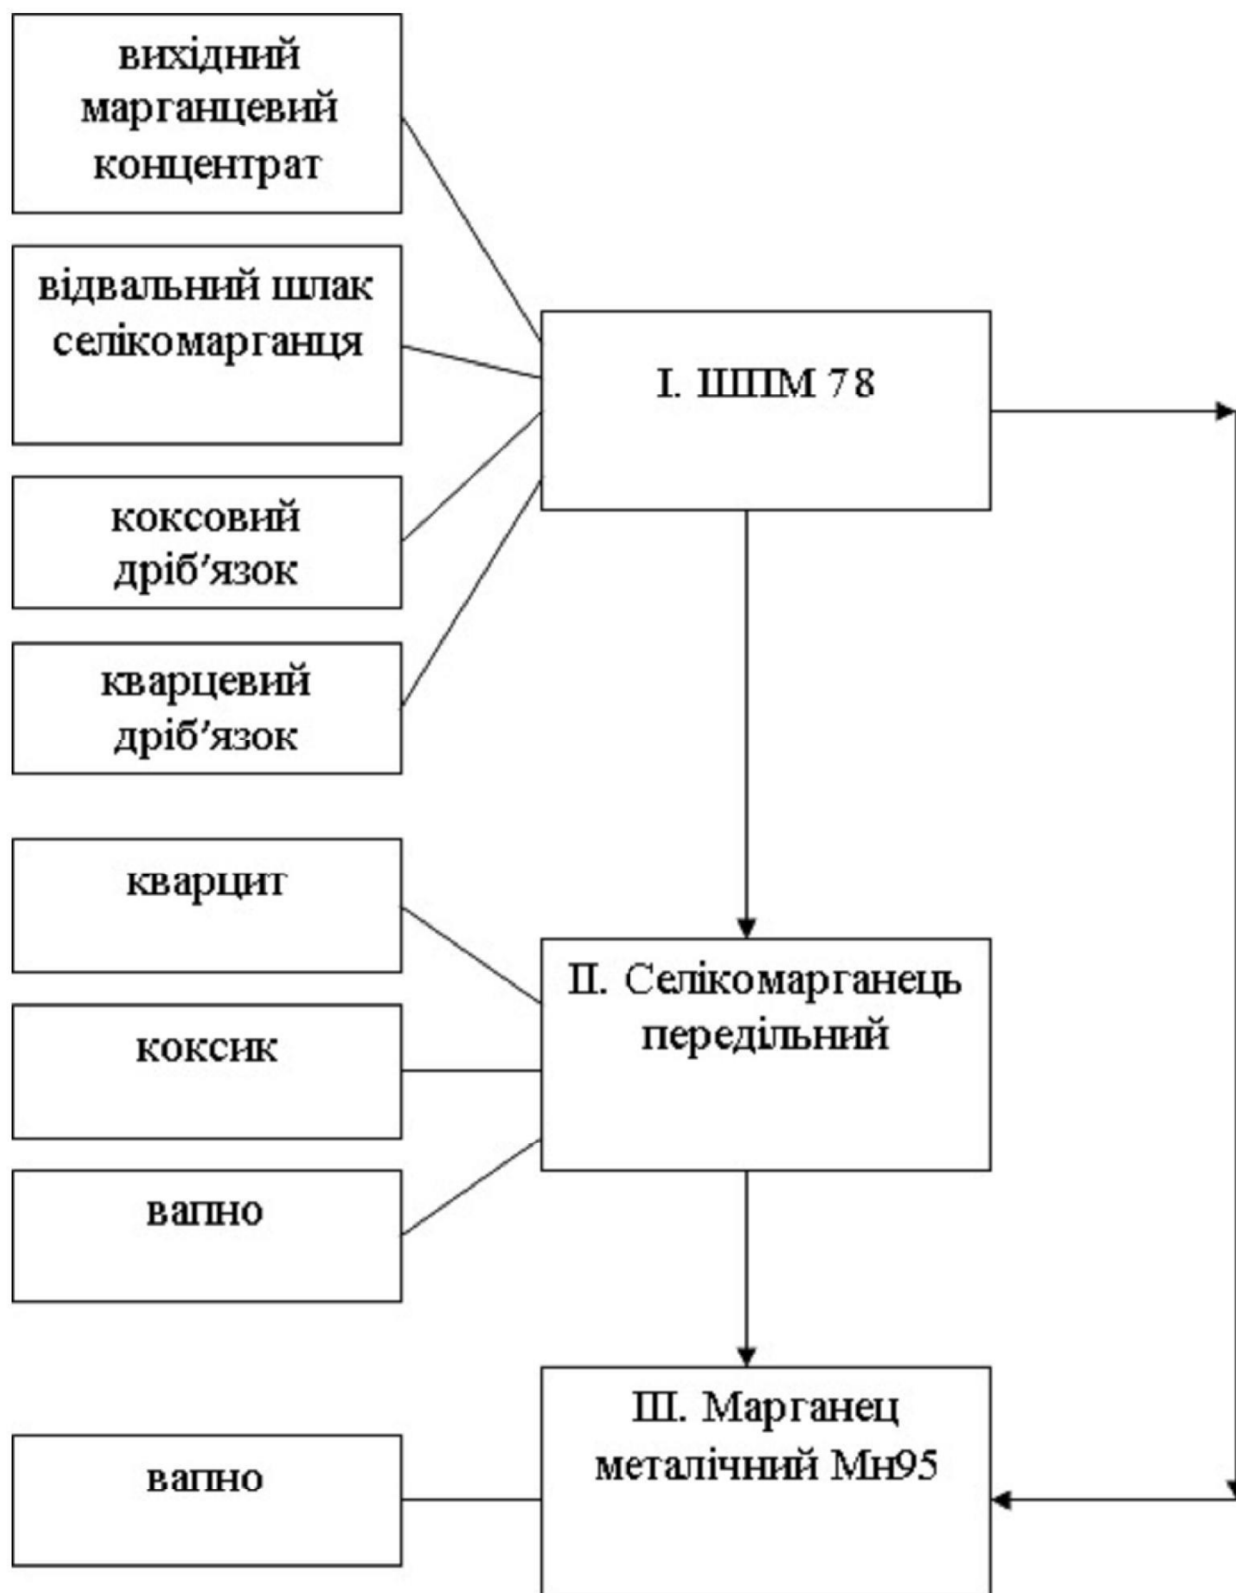 вихідний
марганцевий
концентрат
відвальний шлак
селікомарганця
І. ШПМ 78
коксовий
дріб′язок
кварцевий
дріб′язок
кварцит
ІІ. Селікомарганець
передільний
коксик
вапно
ІІІ. Марганец
металічний Мн95
вапно